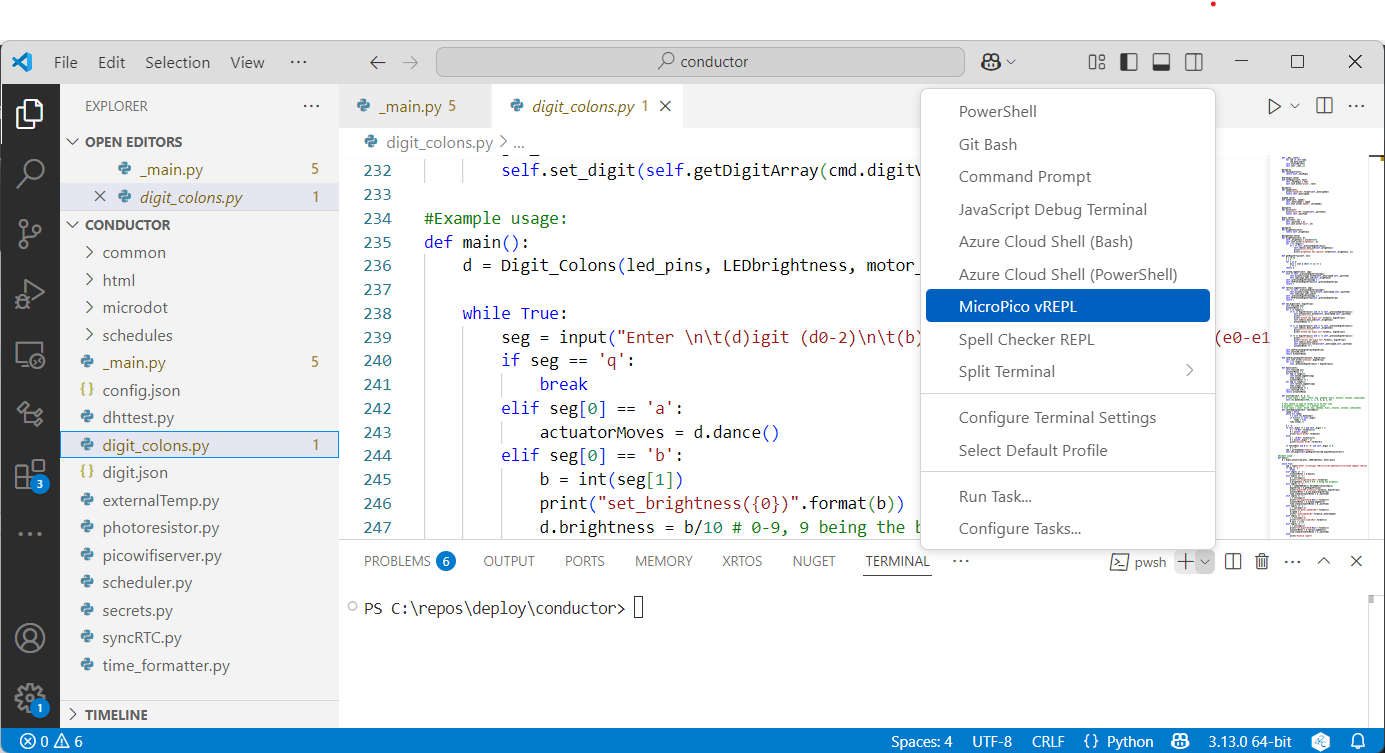 File Edit Selection View ··· conductor
EXPLORER
OPEN EDITORS
_main.py 5
digit_colons.py 1
CONDUCTOR
common
html
microdot
schedules
_main.py 5
config.json
dhttest.py
digit_colons.py 1
digit.json
externalTemp.py
photoresistor.py
picowifiserver.py
scheduler.py
secrets.py
syncRTC.py
time_formatter.py
TIMELINE
3
1
_main.py 5 digit_colons.py 1
digit_colons.py > ...
232 self.set_digit(self.getDigitArray(cmd.digitV
233
234 #Example usage:
235 def main():
236 d = Digit_Colons(led_pins, LEDbrightness, motor_
237
238 while True:
239 seg = input("Enter \n\t(d)igit (d0-2)\n\t(b) (e0-e1
240 if seg == 'q':
241 break
242 elif seg[0] == 'a':
243 actuatorMoves = d.dance()
244 elif seg[0] == 'b':
245 b = int(seg[1])
246 print("set_brightness({0})".format(b))
247 d.brightness = b/10 # 0-9, 9 being the b
PowerShell
Git Bash
Command Prompt
JavaScript Debug Terminal
Azure Cloud Shell (Bash)
Azure Cloud Shell (PowerShell)
MicroPico vREPL
Spell Checker REPL
Split Terminal
Configure Terminal Settings
Select Default Profile
Run Task...
Configure Tasks...
PROBLEMS 6 OUTPUT PORTS MEMORY XRTOS NUGET TERMINAL ··· pwsh
PS C:\repos\deploy\conductor>
0 6 Spaces: 4 UTF-8 CRLF {} Python 3.13.0 64-bit